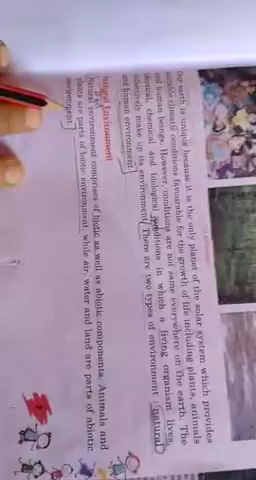 Our earth is unique because it is the only planet of the solar system which provides
climatic conditions favourable for the growth of life including plants, animals
and human beings. However, conditions are not same everywhere on the earth. The
physical, chemical and biological conditions in which a living organism lives,
collectively make up its environment. There are two types of environment : natural
and human environment.
Natural Environment
Natural environment comprises of biotic as well as abiotic components. Animals and
plants are parts of biotic environment, while air, water and land are parts of abiotic
environment.